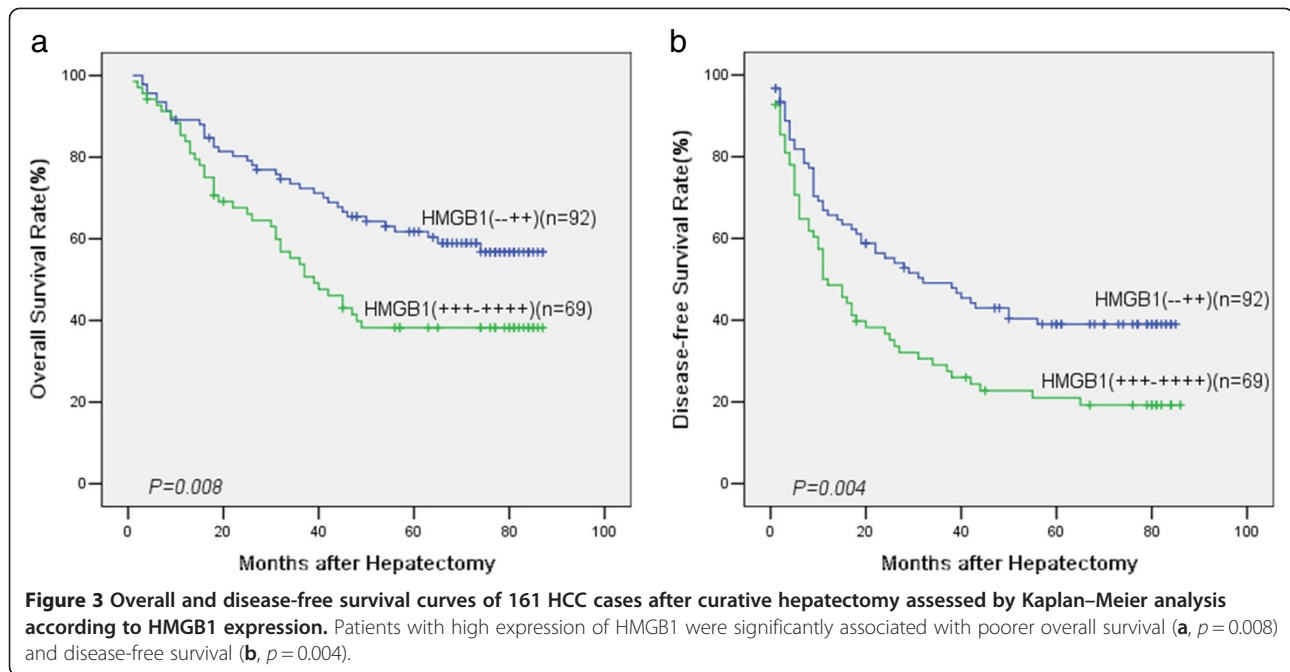 a
100
80
60
40
20
0
Overall Survival Rate(%)
HMGB1(--++)(n=92)
HMGB1(+++-++++)(n=69)
P=0.008
0 20 40 60 80 100
Months after Hepatectomy
b
100
80
60
40
20
0
Disease-free Survival Rate(%)
HMGB1(--++)(n=92)
HMGB1(+++-++++)(n=69)
P=0.004
0 20 40 60 80 100
Months after Hepatectomy
Figure 3 Overall and disease-free survival curves of 161 HCC cases after curative hepatectomy assessed by Kaplan–Meier analysis
according to HMGB1 expression. Patients with high expression of HMGB1 were significantly associated with poorer overall survival (a, p = 0.008)
and disease-free survival (b, p = 0.004).